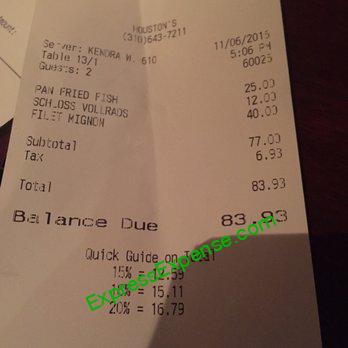 HOUSTON'S
(310)643-7211
Server: KENDRA W. 610 11/06/2015
Table 13/1 5:06 PM
Guests: 2 60025
PAN FRIED FISH 25.00
SCHLOSS VOLLRADS 12.00
FILET MIGNON 40.00
Subtotal 77.00
Tax 6.93
Total 83.93
Balance Due 83.93
Quick Guide on Total
15% = 12.59
18% = 15.11
20% = 16.79
ExpressExpense.com